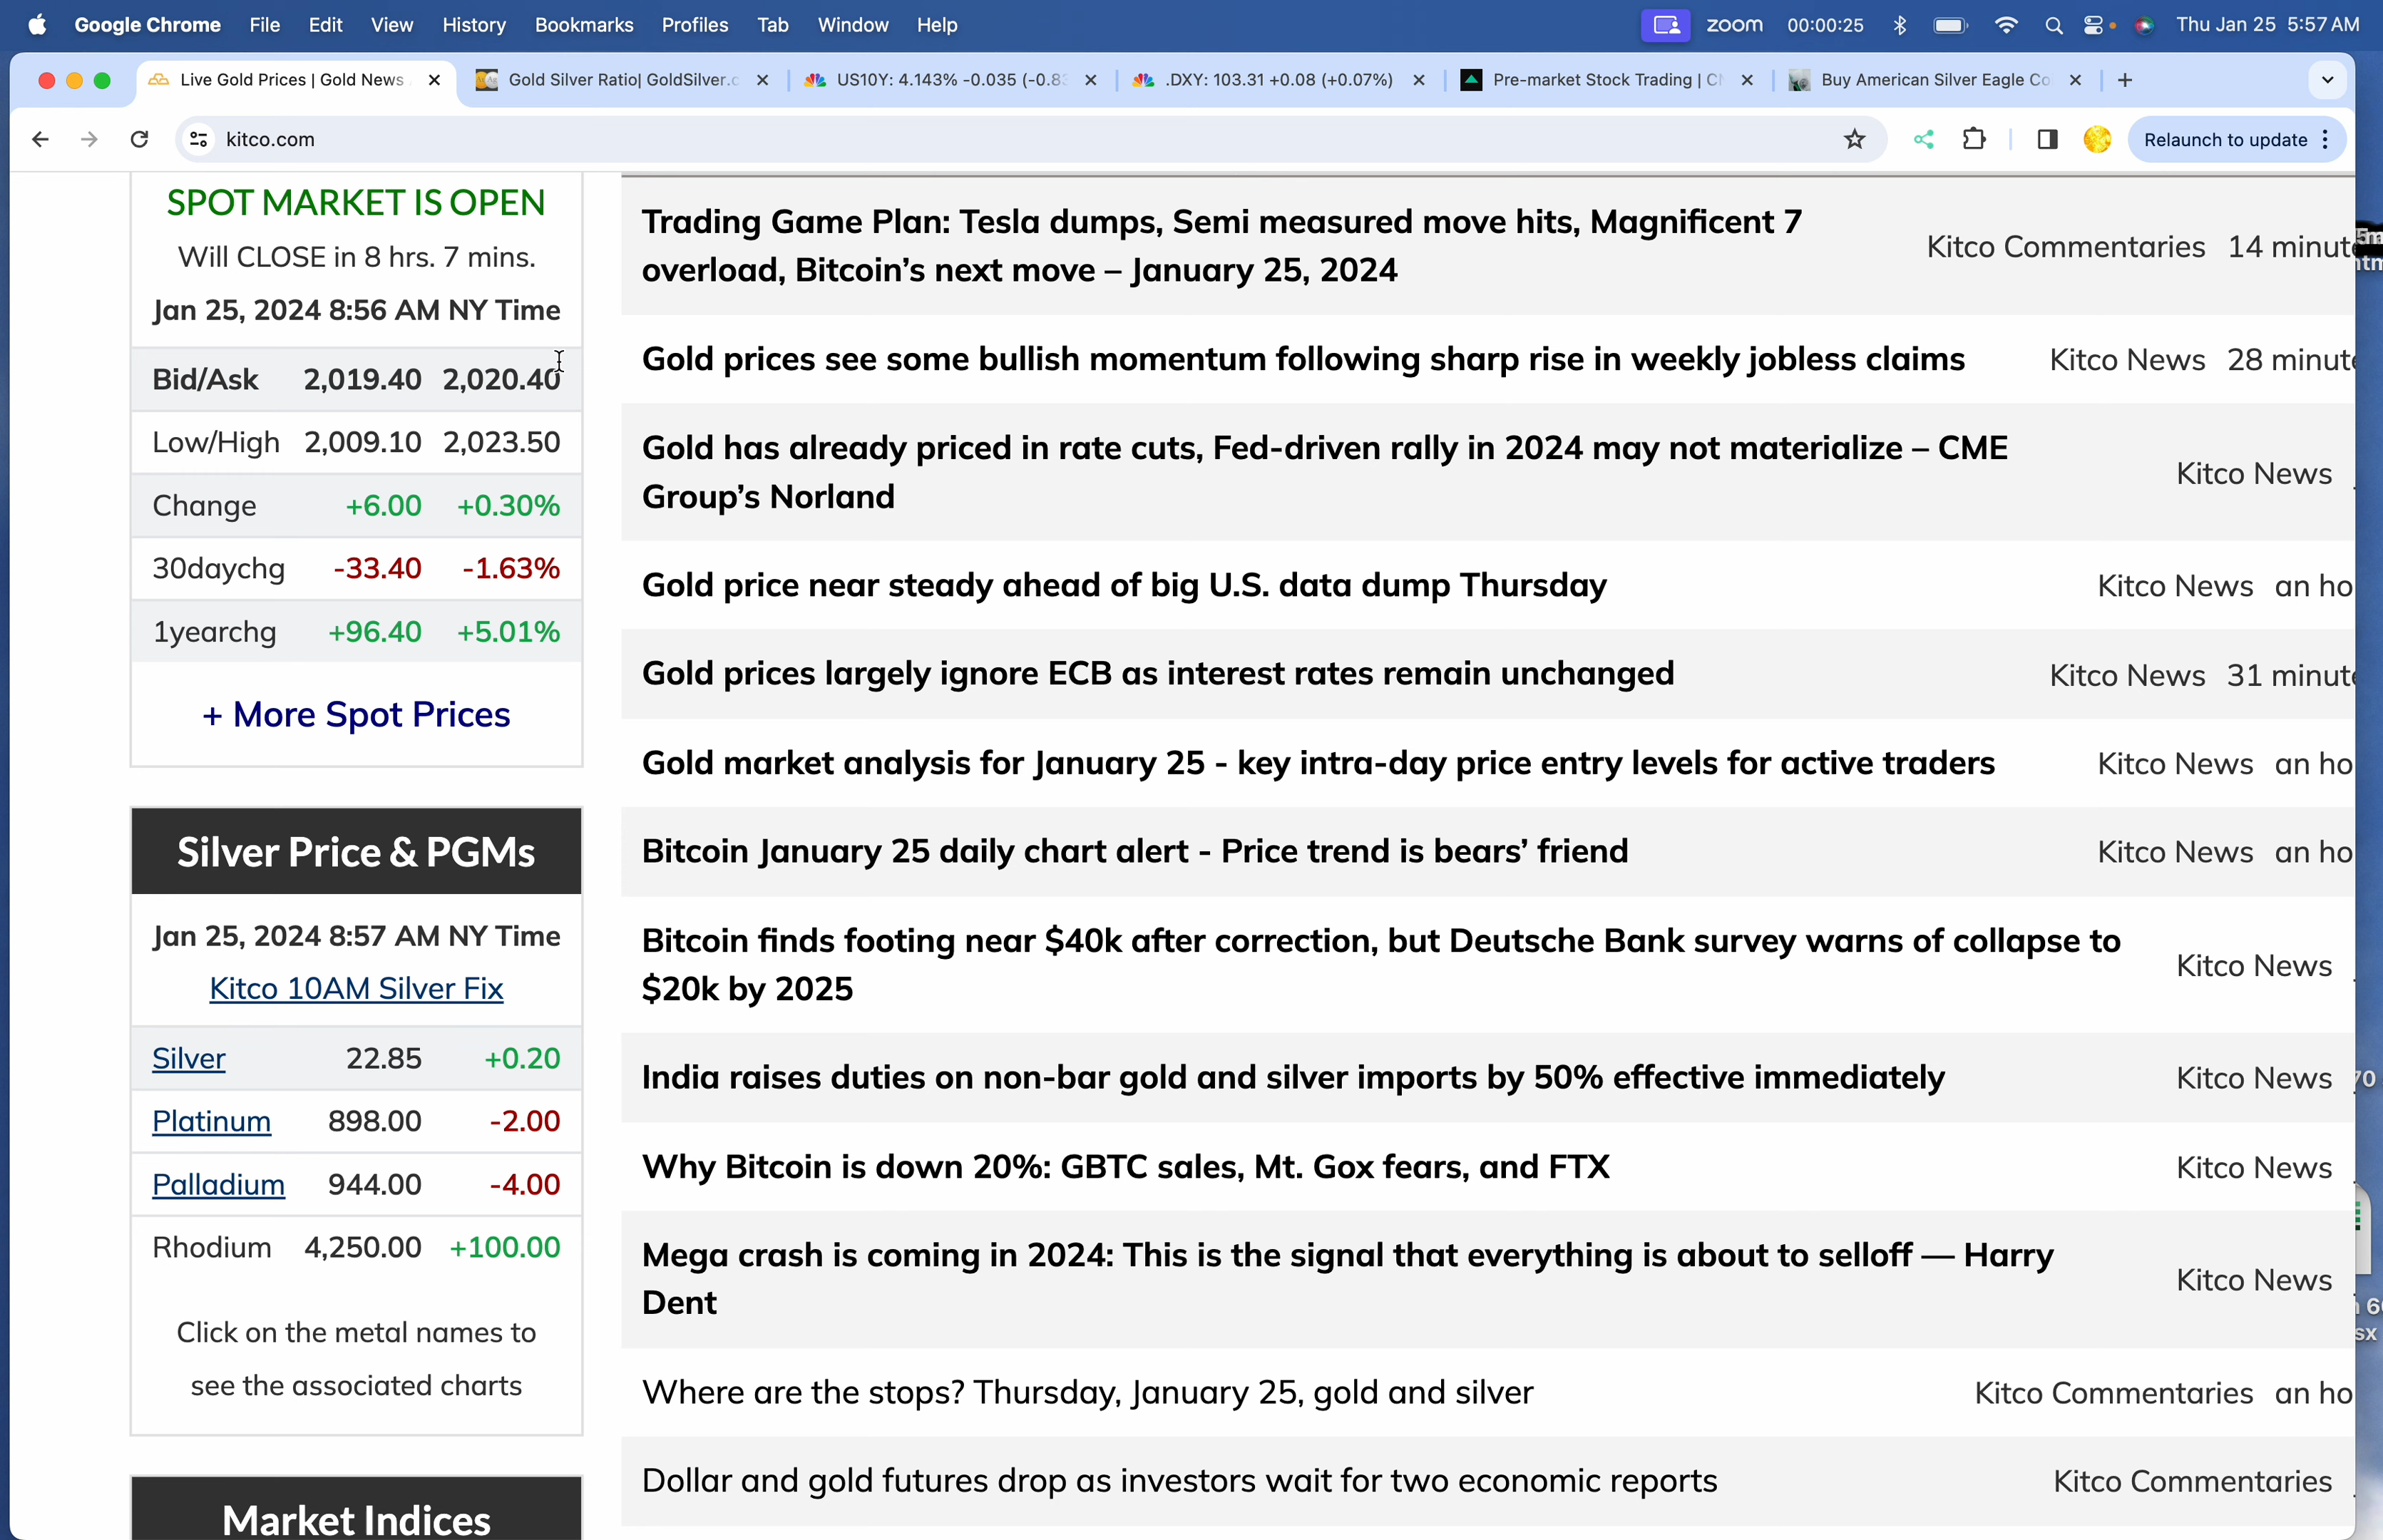 Google Chrome File Edit View History Bookmarks Profiles Tab Window Help zoom 00:00:25 Thu Jan 25 5:57 AM
Live Gold Prices | Gold News Gold Silver Ratio| GoldSilver.c US10Y: 4.143% -0.035 (-0.8 .DXY: 103.31 +0.08 (+0.07%) Pre-market Stock Trading | C Buy American Silver Eagle Co
kitco.com Relaunch to update
SPOT MARKET IS OPEN
Will CLOSE in 8 hrs. 7 mins.
Jan 25, 2024 8:56 AM NY Time
Bid/Ask 2,019.40 2,020.40
Low/High 2,009.10 2,023.50
Change +6.00 +0.30%
30daychg -33.40 -1.63%
1yearchg +96.40 +5.01%
+ More Spot Prices
Silver Price & PGMs
Jan 25, 2024 8:57 AM NY Time
Kitco 10AM Silver Fix
Silver 22.85 +0.20
Platinum 898.00 -2.00
Palladium 944.00 -4.00
Rhodium 4,250.00 +100.00
Click on the metal names to
see the associated charts
Market Indices
Trading Game Plan: Tesla dumps, Semi measured move hits, Magnificent 7
overload, Bitcoin’s next move – January 25, 2024
Kitco Commentaries 14 minute
Gold prices see some bullish momentum following sharp rise in weekly jobless claims Kitco News 28 minute
Gold has already priced in rate cuts, Fed-driven rally in 2024 may not materialize – CME
Group’s Norland
Kitco News
Gold price near steady ahead of big U.S. data dump Thursday Kitco News an ho
Gold prices largely ignore ECB as interest rates remain unchanged Kitco News 31 minute
Gold market analysis for January 25 - key intra-day price entry levels for active traders Kitco News an ho
Bitcoin January 25 daily chart alert - Price trend is bears’ friend Kitco News an ho
Bitcoin finds footing near $40k after correction, but Deutsche Bank survey warns of collapse to
$20k by 2025
Kitco News
India raises duties on non-bar gold and silver imports by 50% effective immediately Kitco News
Why Bitcoin is down 20%: GBTC sales, Mt. Gox fears, and FTX Kitco News
Mega crash is coming in 2024: This is the signal that everything is about to selloff — Harry
Dent
Kitco News
Where are the stops? Thursday, January 25, gold and silver Kitco Commentaries an ho
Dollar and gold futures drop as investors wait for two economic reports Kitco Commentaries